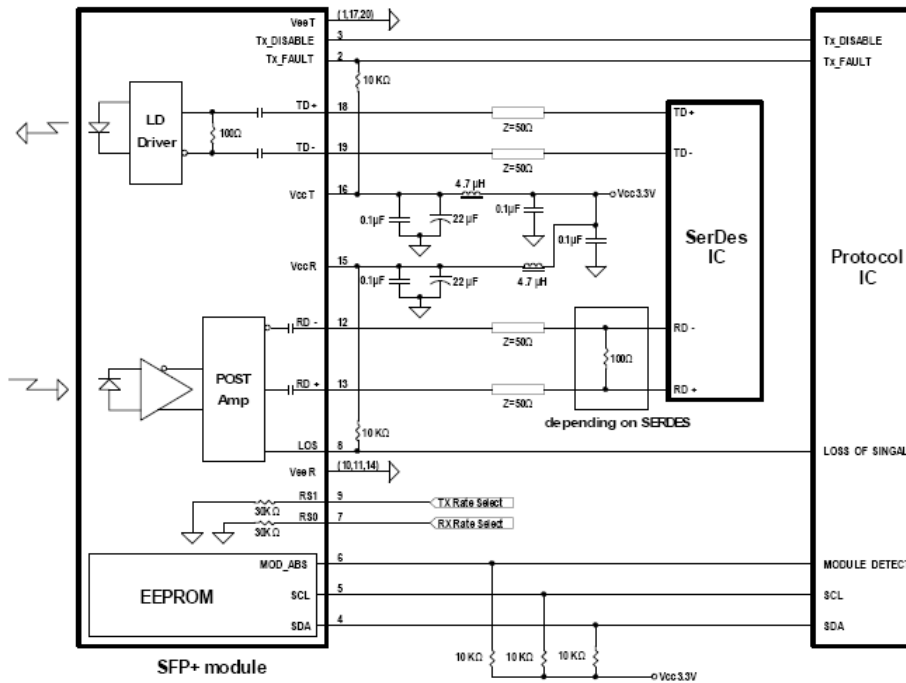 VeeT
(1,17,20)
Tx_DISABLE
3
Tx_DISABLE
Tx_FAULT
2
Tx_FAULT
10 KΩ
LD
Driver
100Ω
TD+
18
Z=50Ω
TD+
TD-
19
Z=50Ω
TD-
VccT
16
4.7 µH
Vcc3.3V
0.1µF
22 µF
0.1µF
0.1µF
SerDes
IC
Protocol
IC
VccR
15
0.1µF
22 µF
4.7 µH
RD -
12
Z=50Ω
RD -
100Ω
POST
Amp
RD +
13
Z=50Ω
RD +
depending on SERDES
10 KΩ
LOS
8
LOSS OF SINGAL
VeeR
(10,11,14)
RS1
9
TX Rate Select
30KΩ
RS0
7
RX Rate Select
30KΩ
MOD_ABS
6
MODULE DETECT
EEPROM
SCL
5
SCL
SDA
4
SDA
10 KΩ
10 KΩ
10 KΩ
Vcc3.3V
SFP+ module